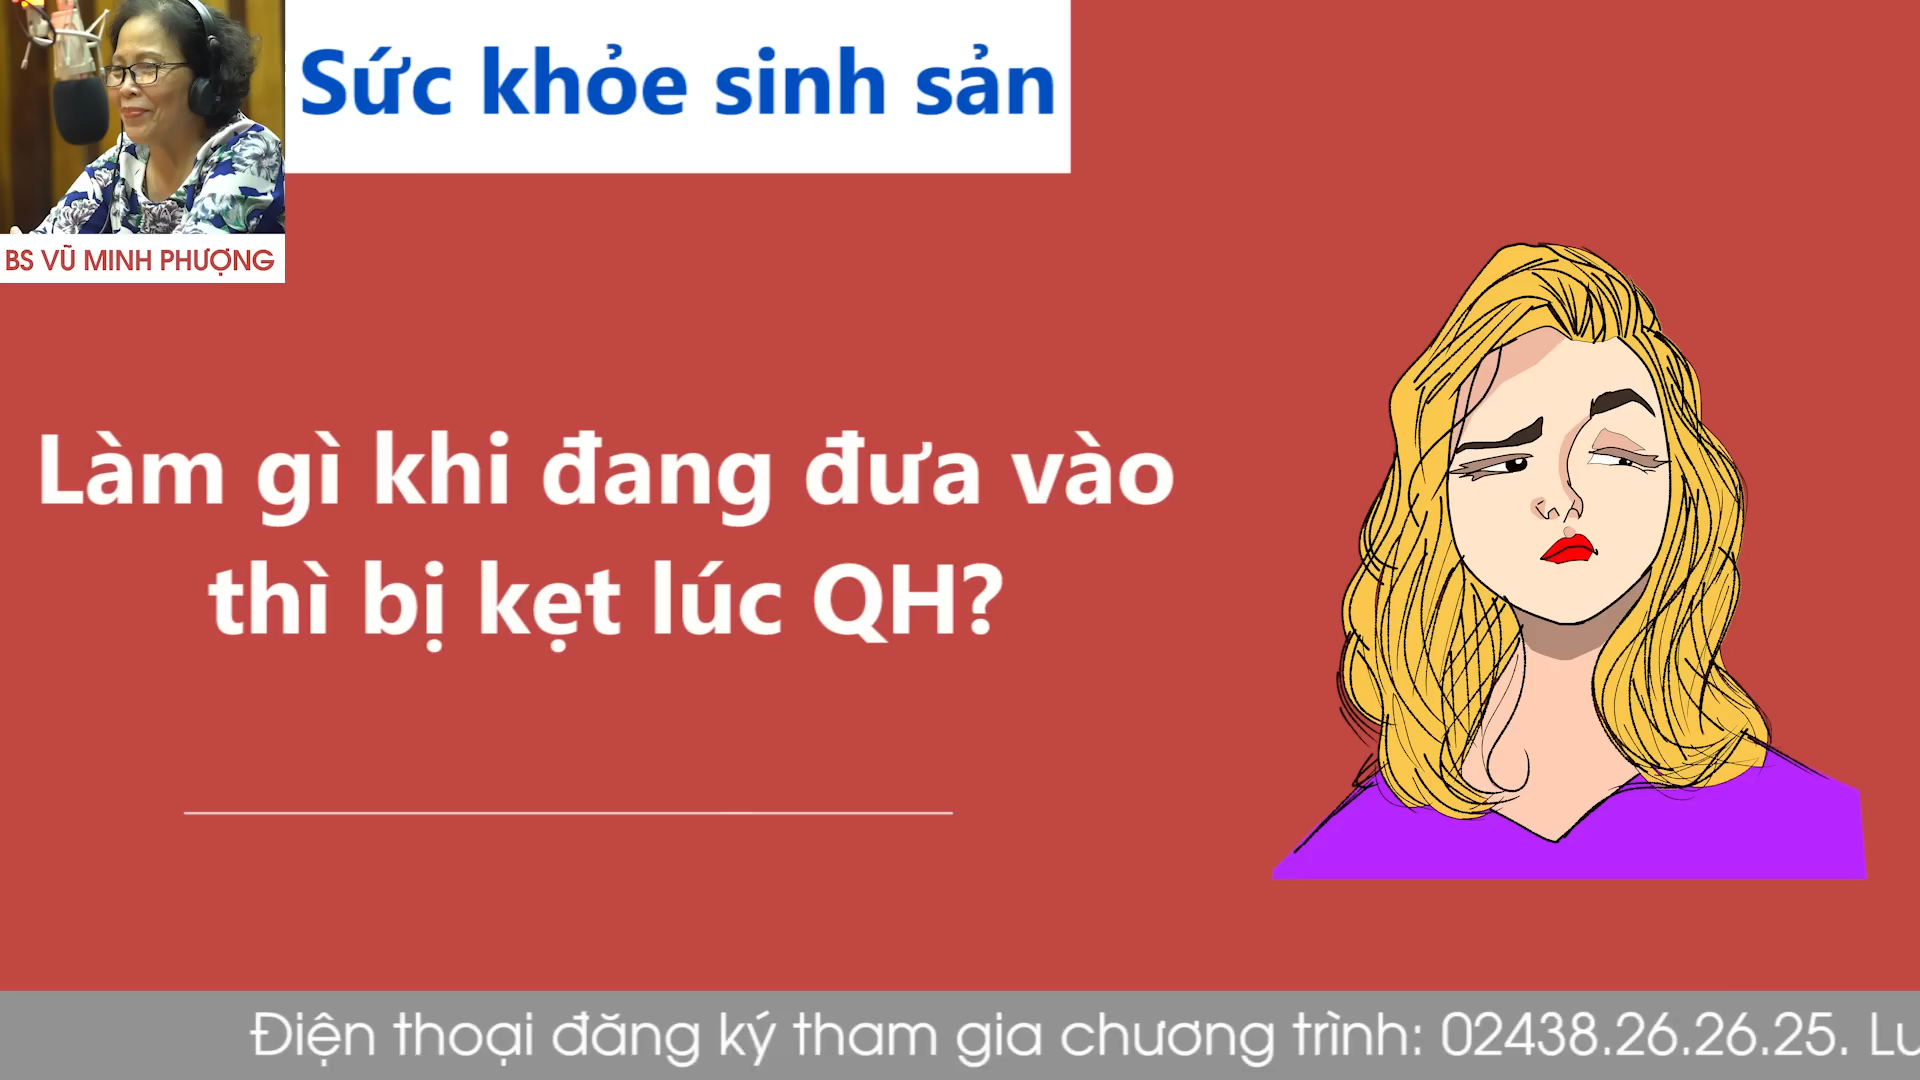 Sức khỏe sinh sản
BS VŨ MINH PHƯỢNG
Làm gì khi đang đưa vào
thì bị kẹt lúc QH?
Điện thoại đăng ký tham gia chương trình: 02438.26.26.25. Lu